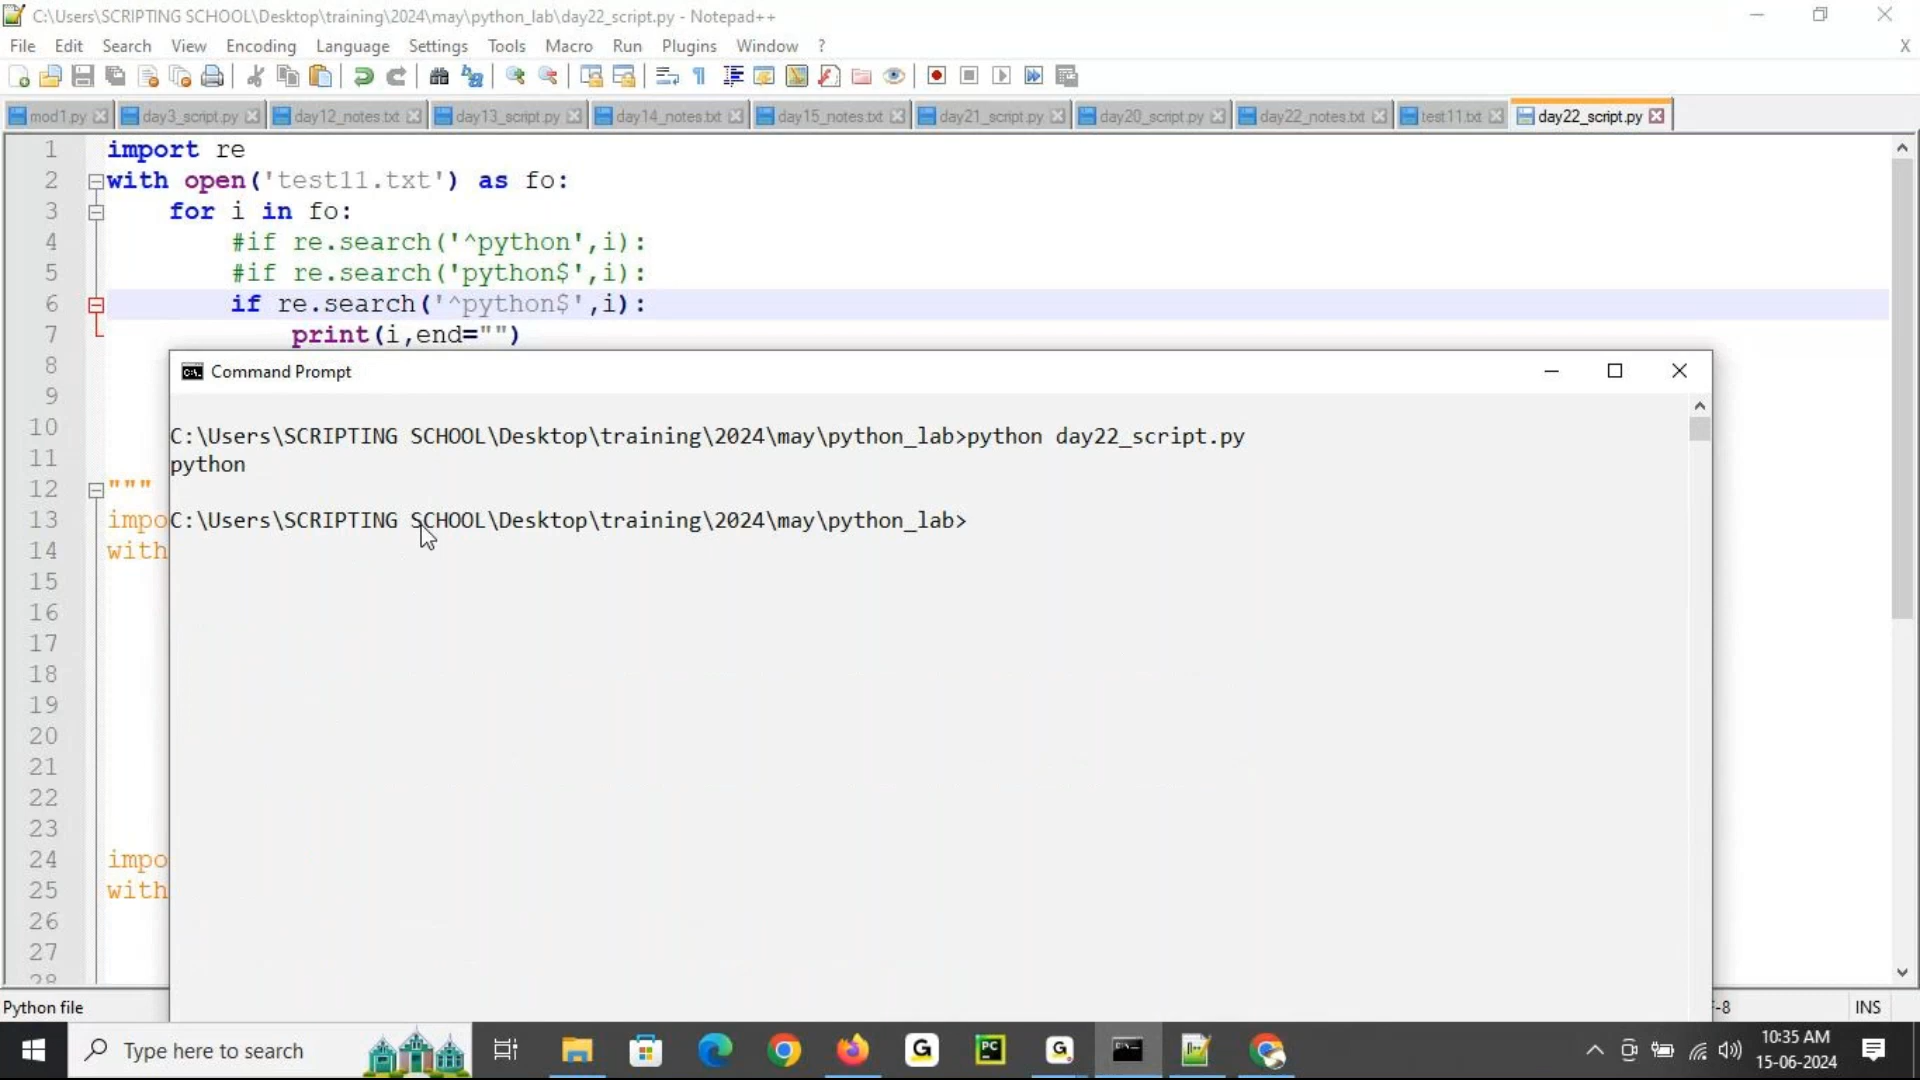 C:\Users\SCRIPTING SCHOOL\Desktop\training\2024\may\python_lab\day22_script.py - Notepad++
File Edit Search View Encoding Language Settings Tools Macro Run Plugins Window ? X
mod1.py day3_script.py day12_notes.txt day13_script.py day14_notes.txt day15_notes.txt day21_script.py day20_script.py day22_notes.txt test11.txt day22_script.py
1 import re
2 with open('test11.txt') as fo:
3 for i in fo:
4 #if re.search('^python',i):
5 #if re.search('python$',i):
6 if re.search('^python$',i):
7 print(i,end="")
8
9
10
11
12 """
13 impo
14 with
15
16
17
18
19
20
21
22
23
24 impo
25 with
26
27
28
Command Prompt
C:\Users\SCRIPTING SCHOOL\Desktop\training\2024\may\python_lab>python day22_script.py
python
C:\Users\SCRIPTING SCHOOL\Desktop\training\2024\may\python_lab>
Python file
F-8 INS
Type here to search
10:35 AM
15-06-2024